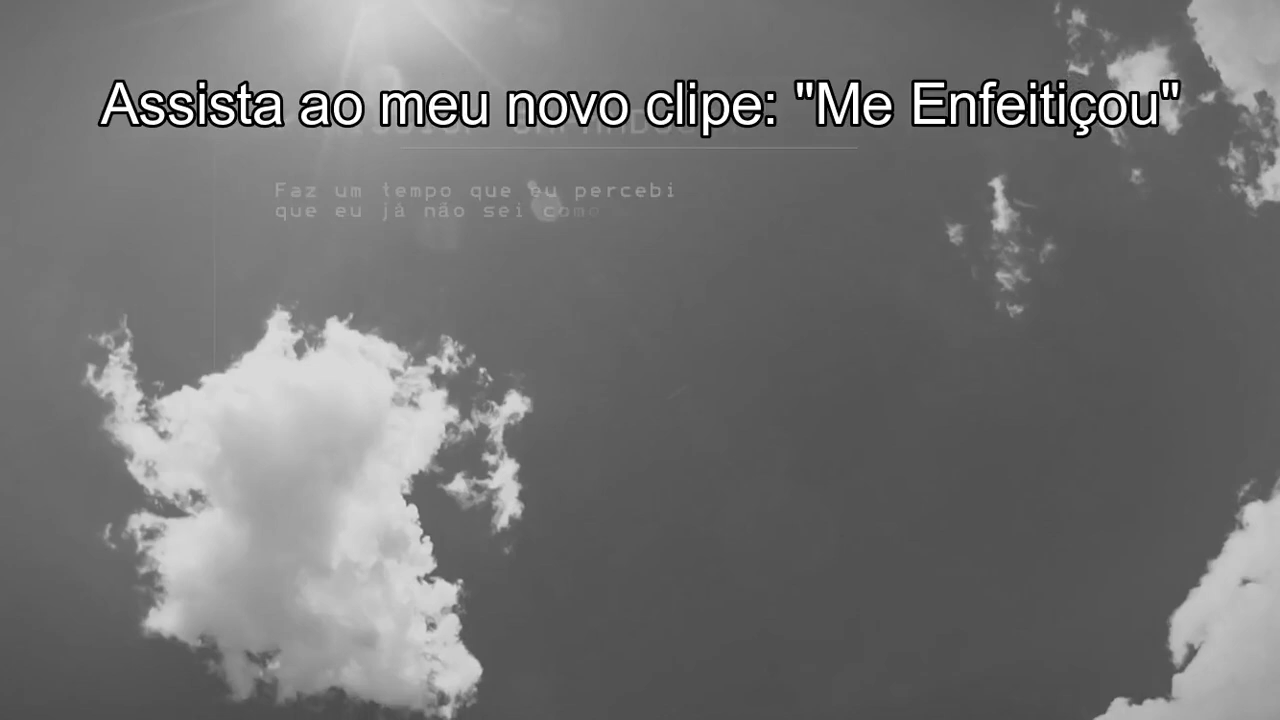 Assista ao meu novo clipe: "Me Enfeitiçou"
Faz um tempo que eu percebi
que eu já não sei como